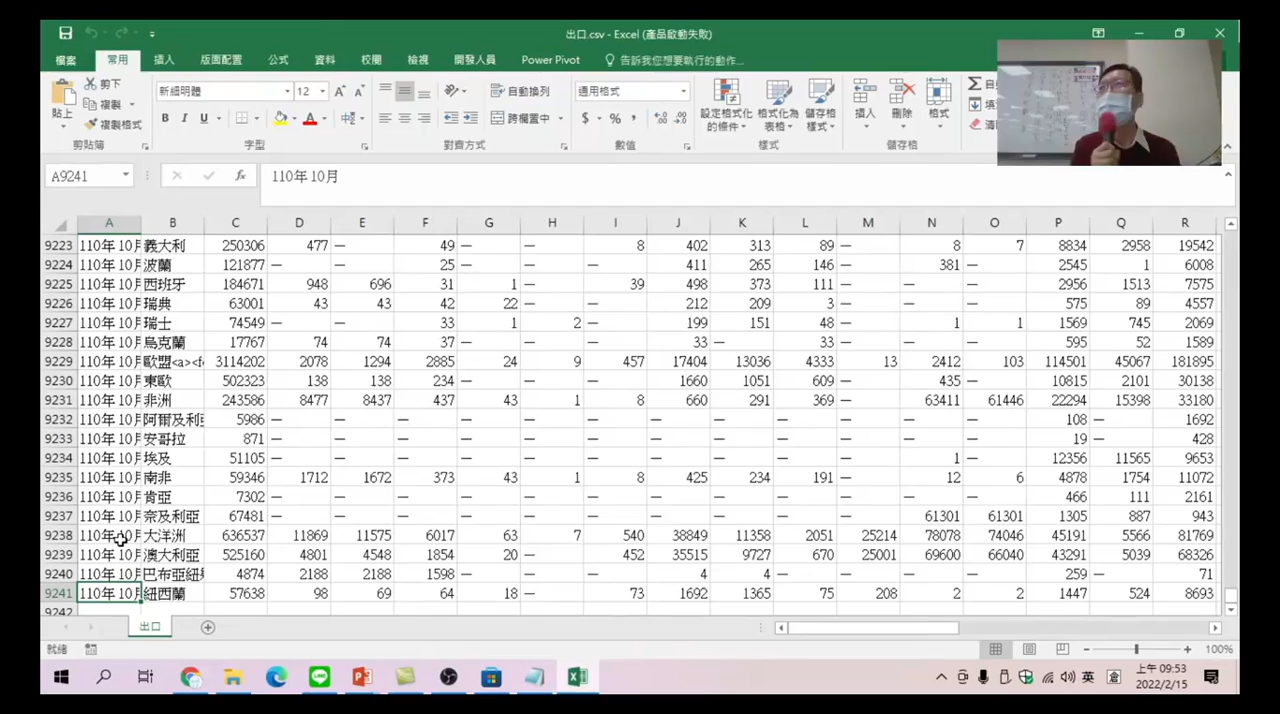 出口.csv - Excel (產品啟動失敗)
檔案 常用 插入 版面配置 公式 資料 校閱 檢視 開發人員 Power Pivot 告訴我您想要執行的動作...
貼上 剪下 複製 複製格式 新細明體 12 B I U A 中 自動換列 跨欄置中 通用格式 $ % , 設定格式化的條件 格式化為表格 儲存格樣式 插入 刪除 格式
剪貼簿 字型 對齊方式 數值 樣式 儲存格
A9241 fx 110年 10月
A B C D E F G H I J K L M N O P Q R
9223 110年 10月 義大利 250306 477 — 49 — — 8 402 313 89 — 8 7 8834 2958 19542
9224 110年 10月 波蘭 121877 — — 25 — — — 411 265 146 — 381 — 2545 1 6008
9225 110年 10月 西班牙 184671 948 696 31 1 — 39 498 373 111 — — — 2956 1513 7575
9226 110年 10月 瑞典 63001 43 43 42 22 — — 212 209 3 — — — 575 89 4557
9227 110年 10月 瑞士 74549 — — 33 1 2 — 199 151 48 — 1 1 1569 745 2069
9228 110年 10月 烏克蘭 17767 74 74 37 — — — 33 — 33 — — — 595 52 1589
9229 110年 10月 歐盟<a><f 3114202 2078 1294 2885 24 9 457 17404 13036 4333 13 2412 103 114501 45067 181895
9230 110年 10月 東歐 502323 138 138 234 — — — 1660 1051 609 — 435 — 10815 2101 30138
9231 110年 10月 非洲 243586 8477 8437 437 43 1 8 660 291 369 — 63411 61446 22294 15398 33180
9232 110年 10月 阿爾及利亞 5986 — — — — — — — — — — — — 108 — 1692
9233 110年 10月 安哥拉 871 — — — — — — — — — — — — 19 — 428
9234 110年 10月 埃及 51105 — — — — — — — — — — 1 — 12356 11565 9653
9235 110年 10月 南非 59346 1712 1672 373 43 1 8 425 234 191 — 12 6 4878 1754 11072
9236 110年 10月 肯亞 7302 — — — — — — — — — — — — 466 111 2161
9237 110年 10月 奈及利亞 67481 — — — — — — — — — — 61301 61301 1305 887 943
9238 110年 10月 大洋洲 636537 11869 11575 6017 63 7 540 38849 11358 2051 25214 78078 74046 45191 5566 81769
9239 110年 10月 澳大利亞 525160 4801 4548 1854 20 — 452 35515 9727 670 25001 69600 66040 43291 5039 68326
9240 110年 10月 巴布亞紐 4874 2188 2188 1598 — — — 4 4 — — — — 259 — 71
9241 110年 10月 紐西蘭 57638 98 69 64 18 — 73 1692 1365 75 208 2 2 1447 524 8693
9242
出口
就緒 100%
英 上午 09:53
2022/2/15